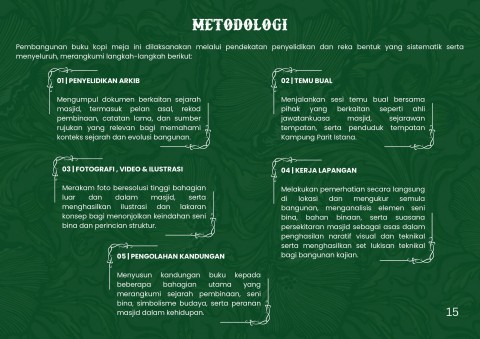 METODOLOGI
Pembangunan buku kopi meja ini dilaksanakan melalui pendekatan penyelidikan dan reka bentuk yang sistematik serta
menyeluruh, merangkumi langkah-langkah berikut:
01 | PENYELIDIKAN ARKIB
Mengumpul dokumen berkaitan sejarah
masjid, termasuk pelan asal, rekod
pembinaan, catatan lama, dan sumber
rujukan yang relevan bagi memahami
konteks sejarah dan evolusi bangunan.
02 | TEMU BUAL
Menjalankan sesi temu bual bersama
pihak yang berkaitan seperti ahli
jawatankuasa masjid, sejarawan
tempatan, serta penduduk tempatan
Kampung Parit Istana.
03 | FOTOGRAFI , VIDEO & ILUSTRASI
Merakam foto beresolusi tinggi bahagian
luar dan dalam masjid, serta
menghasilkan ilustrasi dan lakaran
konsep bagi menonjolkan keindahan seni
bina dan perincian struktur.
04 | KERJA LAPANGAN
Melakukan pemerhatian secara langsung
di lokasi dan mengukur semula
bangunan, menganalisis elemen seni
bina, bahan binaan, serta suasana
persekitaran masjid sebagai asas dalam
penghasilan naratif visual dan teknikal
serta menghasilkan set lukisan teknikal
bagi bangunan kajian.
05 | PENGOLAHAN KANDUNGAN
Menyusun kandungan buku kepada
beberapa bahagian utama yang
merangkumi sejarah pembinaan, seni
bina, simbolisme budaya, serta peranan
masjid dalam kehidupan.
15